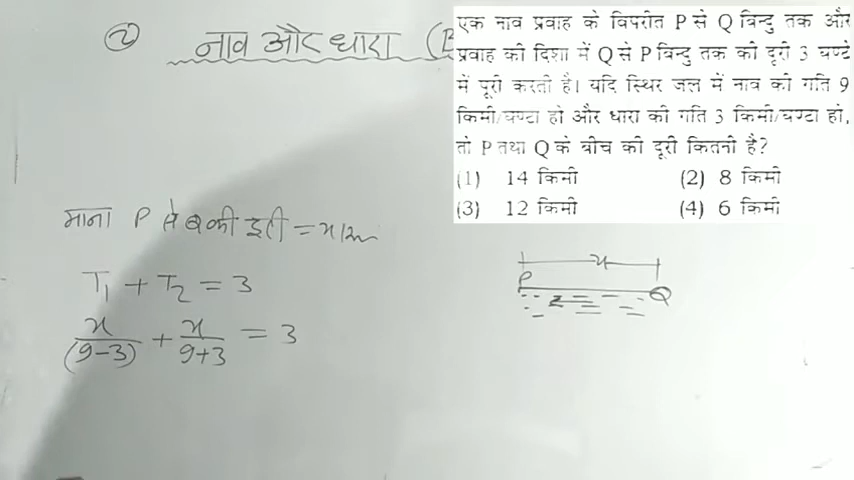 ② नाव और धारा (B
एक नाव प्रवाह के विपरीत P से Q विन्दु तक और
प्रवाह की दिशा में Q से P विन्दु तक की दूरी 3 घण्टे
में पूरी करती है। यदि स्थिर जल में नाव की गति 9
किमी/घण्टा हो और धारा की गति 3 किमी/घण्टा हो,
तो P तथा Q के बीच की दूरी कितनी है?
(1) 14 किमी (2) 8 किमी
(3) 12 किमी (4) 6 किमी
माना P से Q की दूरी = x km
T₁ + T₂ = 3
x/(9-3) + x/9+3 = 3
x
P Q